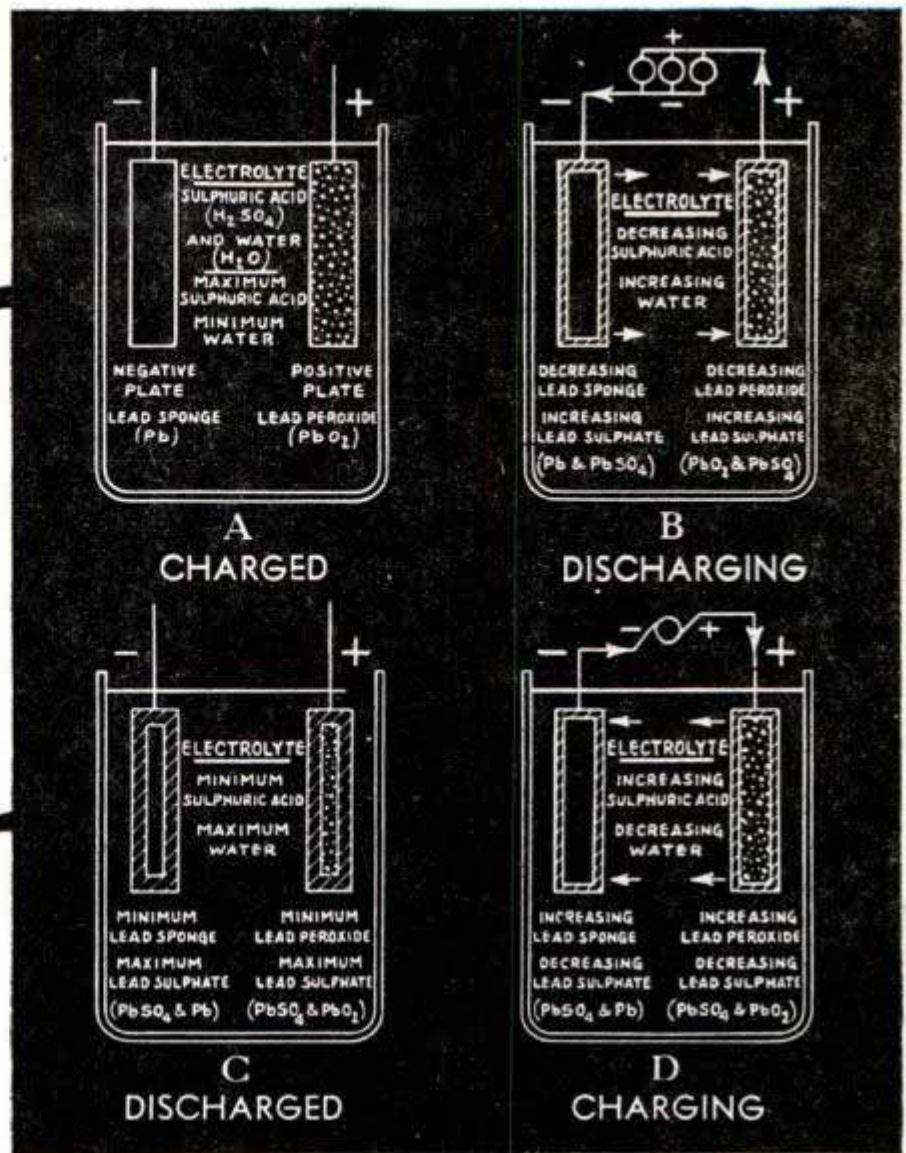 − +
ELECTROLYTE
SULPHURIC ACID
(H₂SO₄)
AND WATER
(H₂O)
MAXIMUM
SULPHURIC ACID
MINIMUM
WATER
NEGATIVE
PLATE
LEAD SPONGE
(Pb)
POSITIVE
PLATE
LEAD PEROXIDE
(PbO₂)
A
CHARGED
+
−
− +
ELECTROLYTE
DECREASING
SULPHURIC ACID
INCREASING
WATER
DECREASING
LEAD SPONGE
INCREASING
LEAD SULPHATE
(Pb & PbSO₄)
DECREASING
LEAD PEROXIDE
INCREASING
LEAD SULPHATE
(PbO₂ & PbSO₄)
B
DISCHARGING
− +
ELECTROLYTE
MINIMUM
SULPHURIC ACID
MAXIMUM
WATER
MINIMUM
LEAD SPONGE
MAXIMUM
LEAD SULPHATE
(PbSO₄ & Pb)
MINIMUM
LEAD PEROXIDE
MAXIMUM
LEAD SULPHATE
(PbSO₄ & PbO₂)
C
DISCHARGED
− +
− +
ELECTROLYTE
INCREASING
SULPHURIC ACID
DECREASING
WATER
INCREASING
LEAD SPONGE
DECREASING
LEAD SULPHATE
(PbSO₄ & Pb)
INCREASING
LEAD PEROXIDE
DECREASING
LEAD SULPHATE
(PbSO₄ & PbO₂)
D
CHARGING